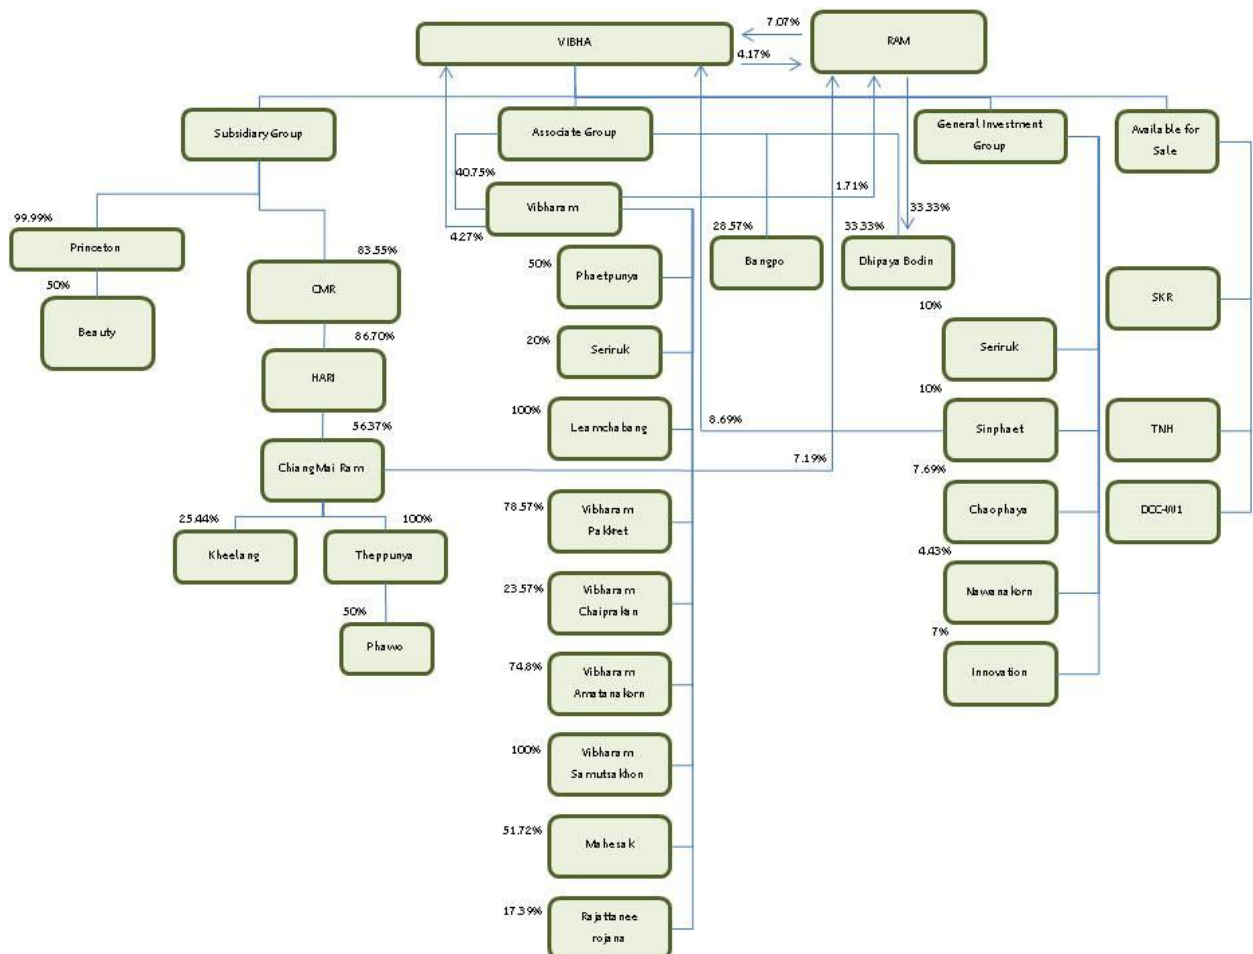 7.07%
VIBHA
RAM
4.17%
Subsidiary Group
Associate Group
General Investment
Group
Available for
Sale
40.75%
1.71%
Vibharam
99.99%
4.27%
28.57%
33.33%
33.33%
Princeton
83.55%
Bangpo
Dhipaya Bodin
50%
50%
Phaetpunya
CMR
SKR
Beauty
10%
86.70%
20%
Seriruk
Seriruk
HARI
10%
56.37%
100%
Leamchabang
8.69%
Sinphaet
TNH
ChiangMai Ram
7.19%
7.69%
25.44%
100%
78.57%
Vibharam
Pakkret
Chaophaya
DCC-W1
Kheelang
Theppunya
4.43%
23.57%
Vibharam
Chaiprakan
Nawanakorn
50%
Phawo
7%
74.8%
Vibharam
Amatanakorn
Innovation
100%
Vibharam
Samutsakhon
51.72%
Mahesak
17.39%
Rajattanee
rojana